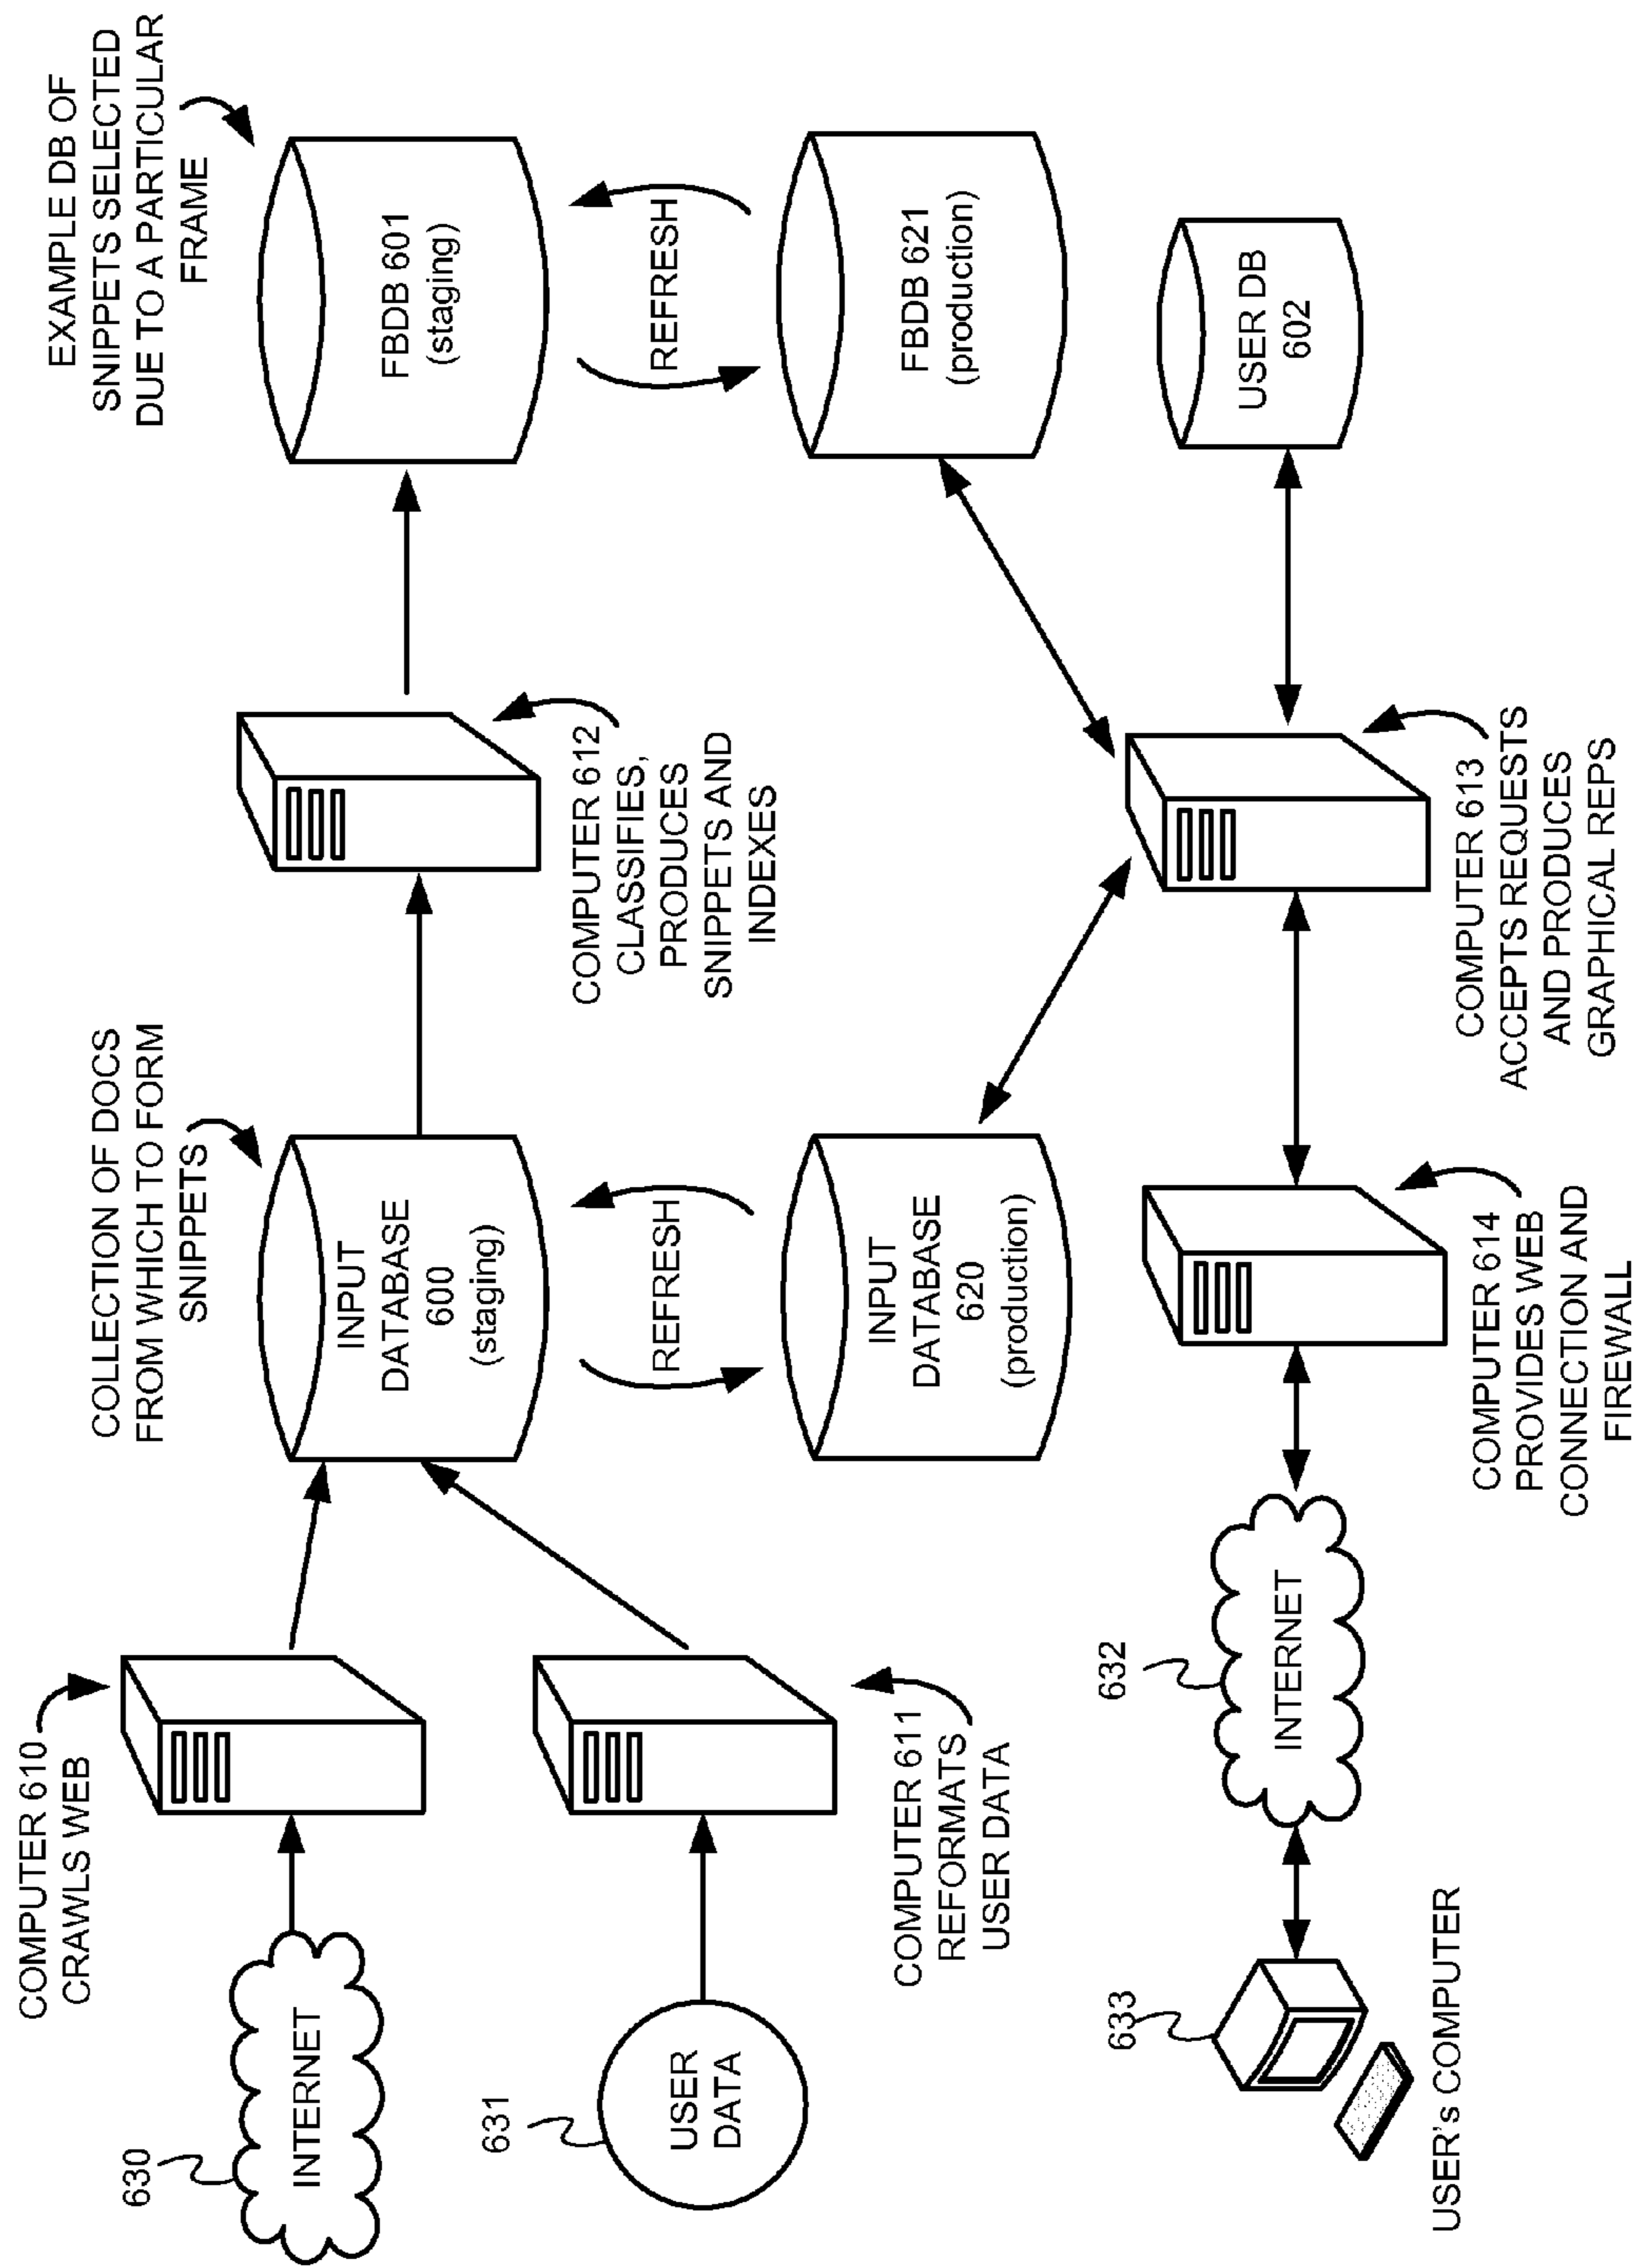 COMPUTER 610
CRAWLS WEB
630
INTERNET
COLLECTION OF DOCS
FROM WHICH TO FORM
SNIPPETS
INPUT
DATABASE
600
(staging)
COMPUTER 612
CLASSIFIES,
PRODUCES
SNIPPETS AND
INDEXES
EXAMPLE DB OF
SNIPPETS SELECTED
DUE TO A PARTICULAR
FRAME
FBDB 601
(staging)
631
USER
DATA
COMPUTER 611
REFORMATS
USER DATA
REFRESH
REFRESH
INPUT
DATABASE
620
(production)
FBDB 621
(production)
633
USER's COMPUTER
632
INTERNET
COMPUTER 614
PROVIDES WEB
CONNECTION AND
FIREWALL
COMPUTER 613
ACCEPTS REQUESTS
AND PRODUCES
GRAPHICAL REPS
USER DB
602